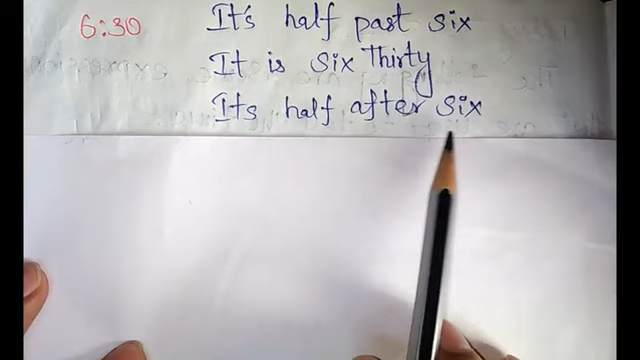 6:30 It's half past six
It is six Thirty
Its half after six